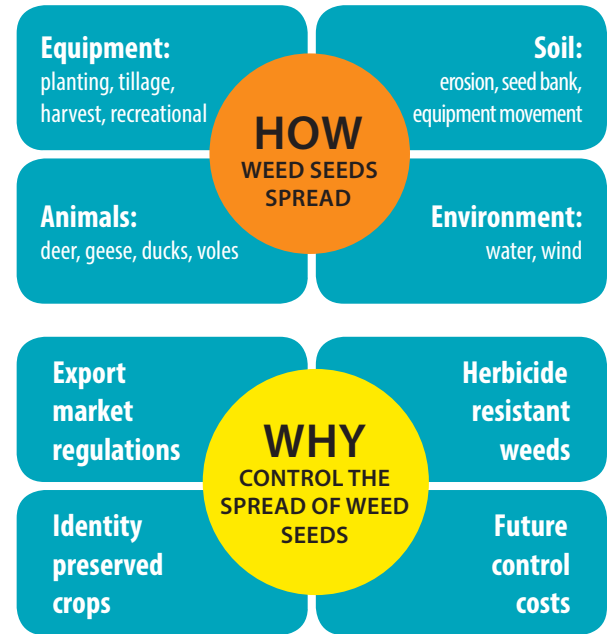 Equipment:
planting, tillage,
harvest, recreational
Soil:
erosion, seed bank,
equipment movement
HOW
WEED SEEDS
SPREAD
Animals:
deer, geese, ducks, voles
Environment:
water, wind
Export
market
regulations
Herbicide
resistant
weeds
WHY
CONTROL THE
SPREAD OF WEED
SEEDS
Identity
preserved
crops
Future
control
costs